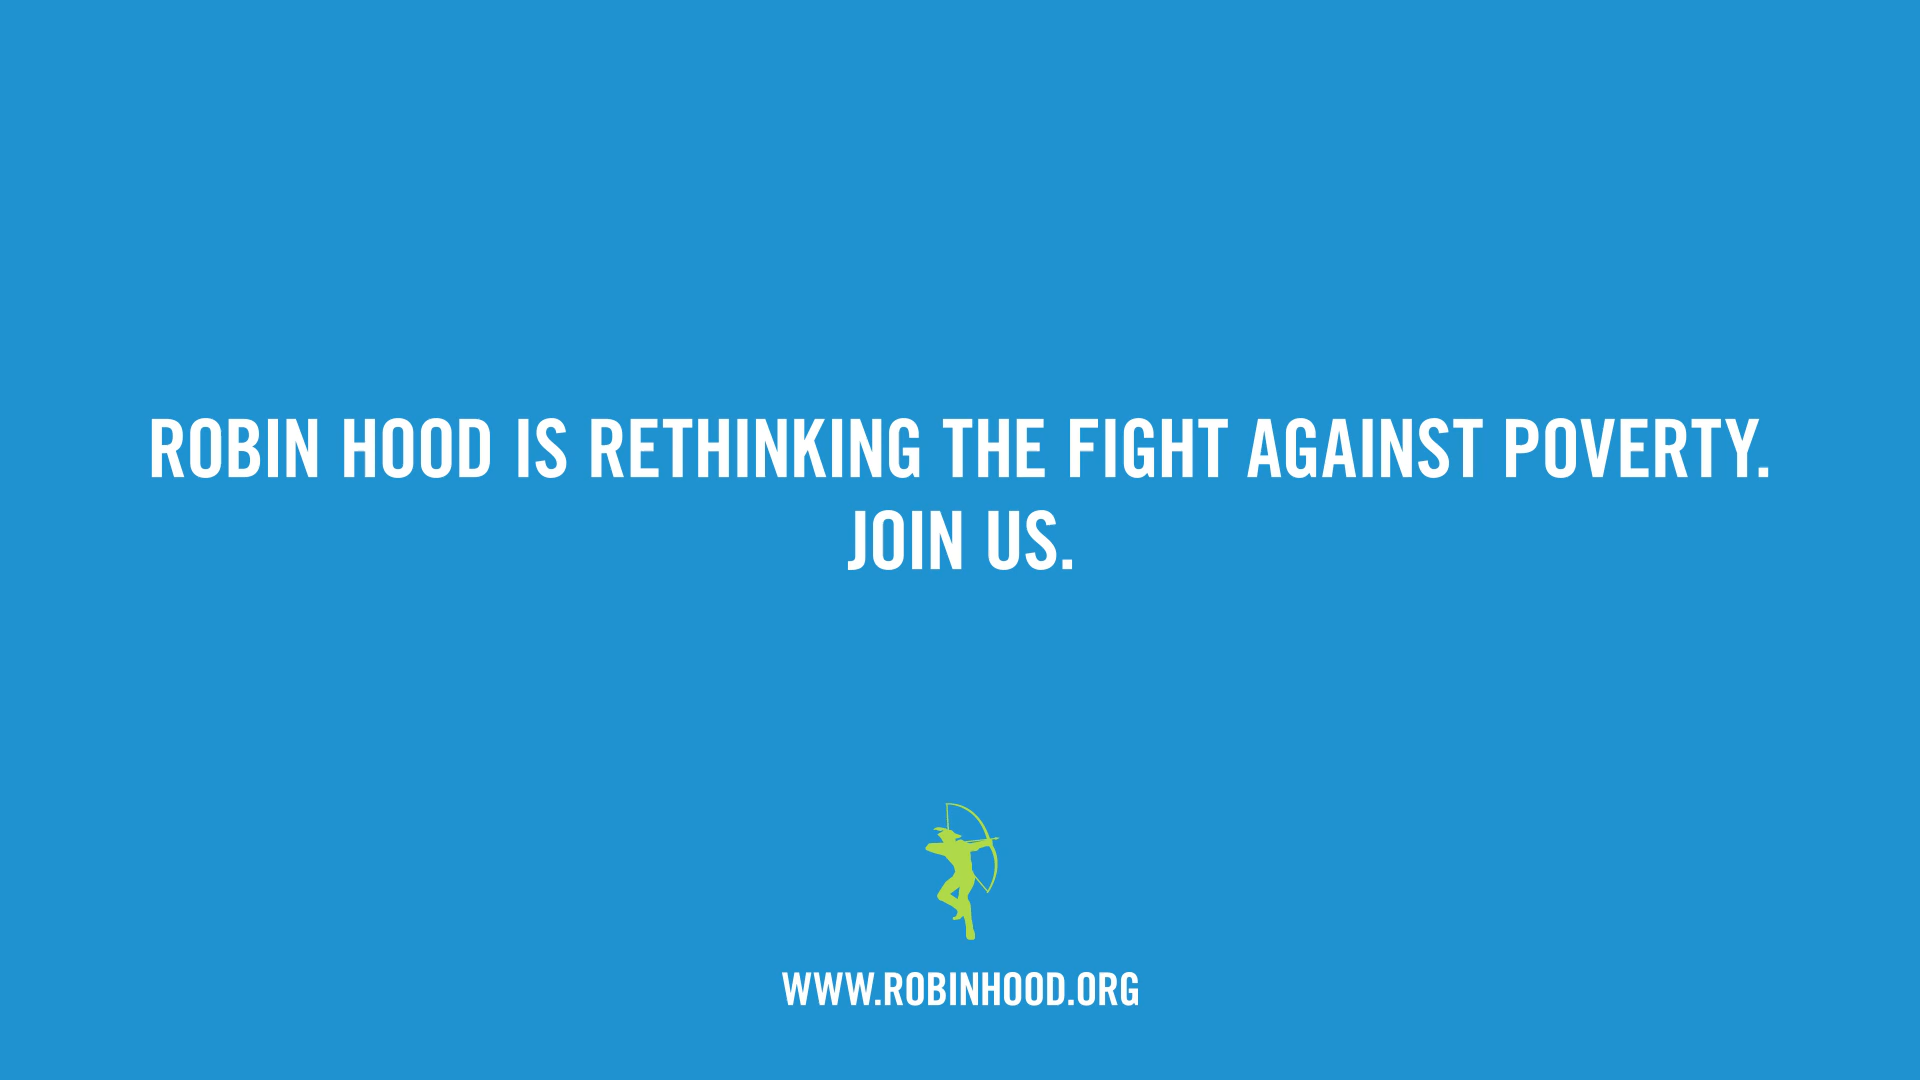 ROBIN HOOD IS RETHINKING THE FIGHT AGAINST POVERTY.
JOIN US.
WWW.ROBINHOOD.ORG